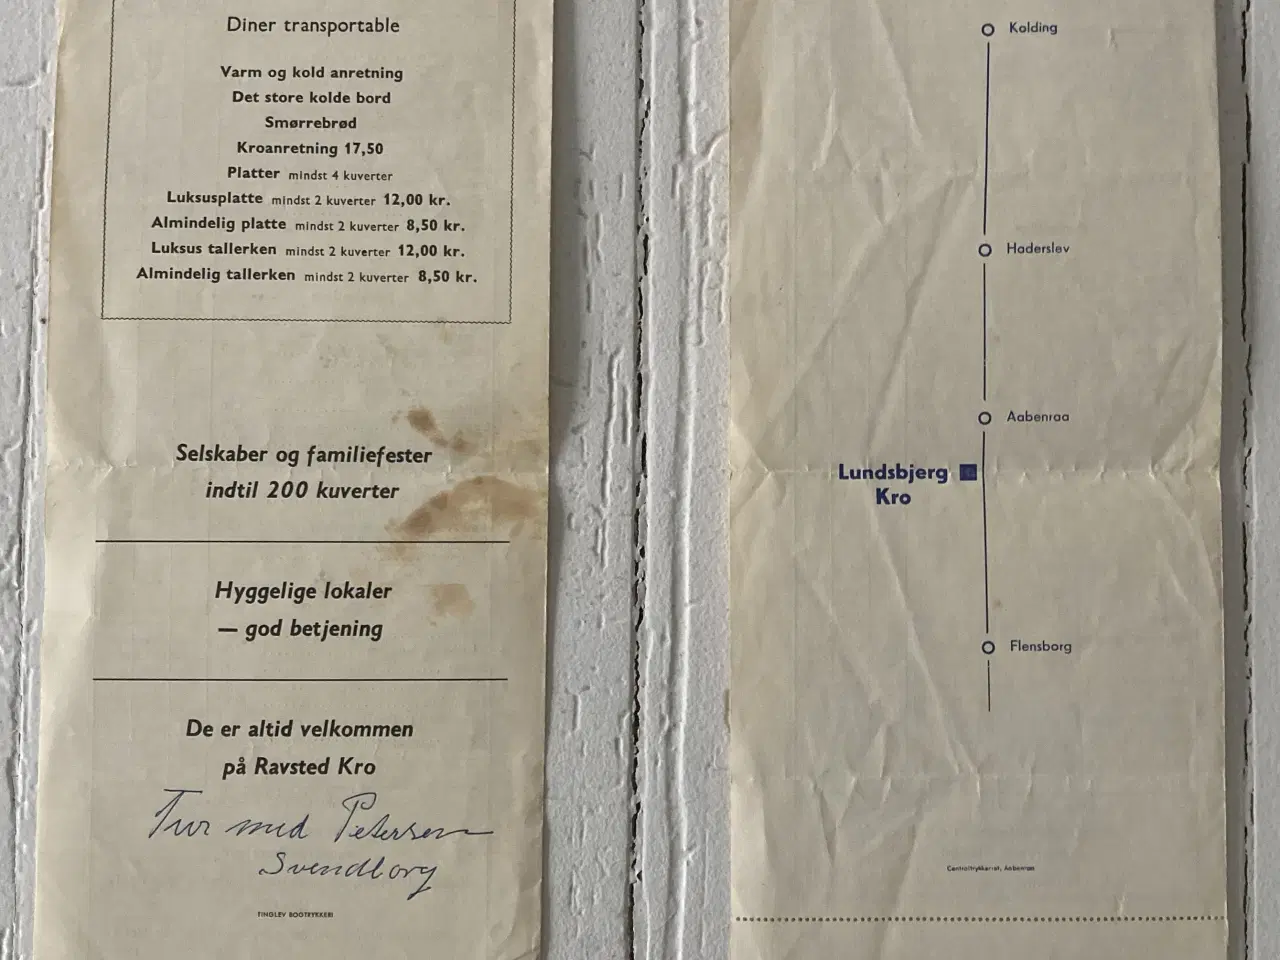 Diner transportable
Varm og kold anretning
Det store kolde bord
Smørrebrød
Kroanretning 17,50
Platter mindst 4 kuverter
Luksusplatte mindst 2 kuverter 12,00 kr.
Almindelig platte mindst 2 kuverter 8,50 kr.
Luksus tallerken mindst 2 kuverter 12,00 kr.
Almindelig tallerken mindst 2 kuverter 8,50 kr.
Selskaber og familiefester
indtil 200 kuverter
Hyggelige lokaler
— god betjening
De er altid velkommen
på Ravsted Kro
Tur med Petersen
Svendborg
TINGLEV BOGTRYKKERI
Kolding
Haderslev
Aabenraa
Lundsbjerg
Kro
Flensborg
Centraltrykkeriet, Aabenraa